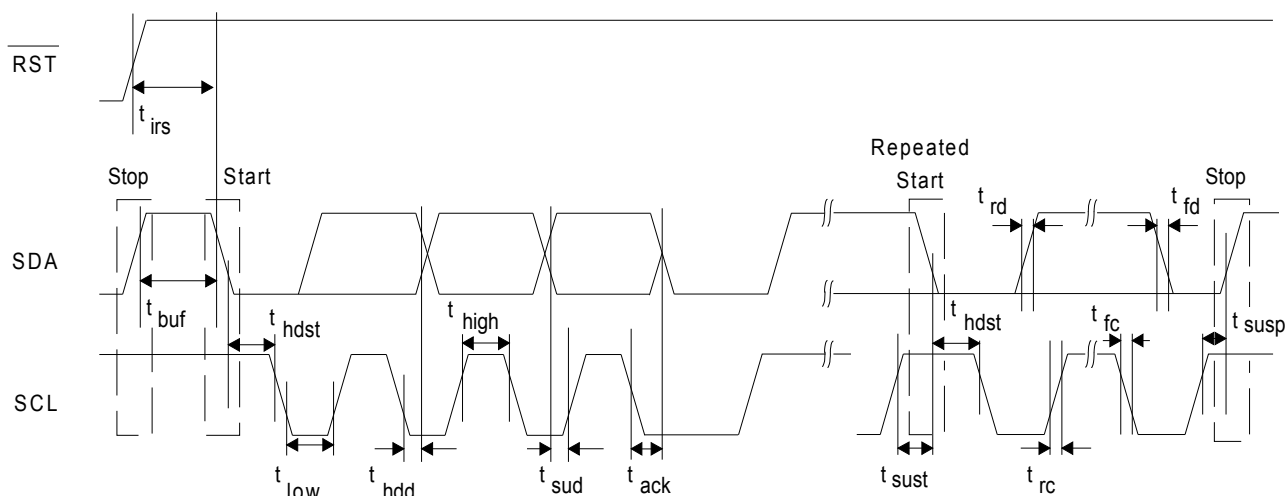 RST
t irs
Repeated
Stop Start Start Stop
t rd t fd
SDA
t buf t hdst t high t hdst t fc t susp
SCL
t low t hdd t sud t ack t sust t rc